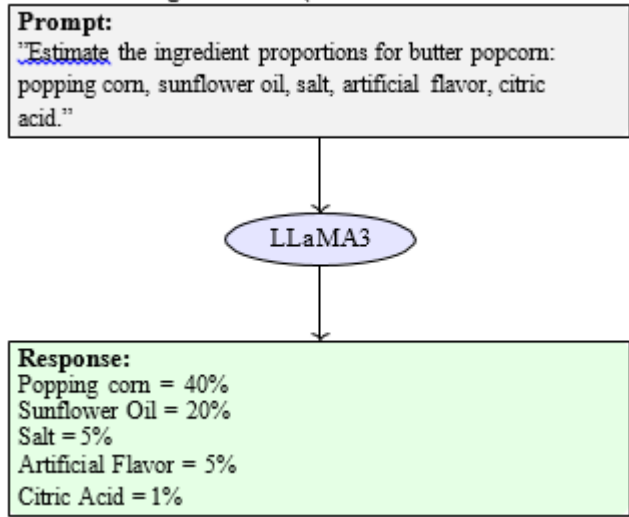 Prompt:
”Estimate the ingredient proportions for butter popcorn:
popping corn, sunflower oil, salt, artificial flavor, citric
acid.”
LLaMA3
Response:
Popping corn = 40%
Sunflower Oil = 20%
Salt = 5%
Artificial Flavor = 5%
Citric Acid = 1%